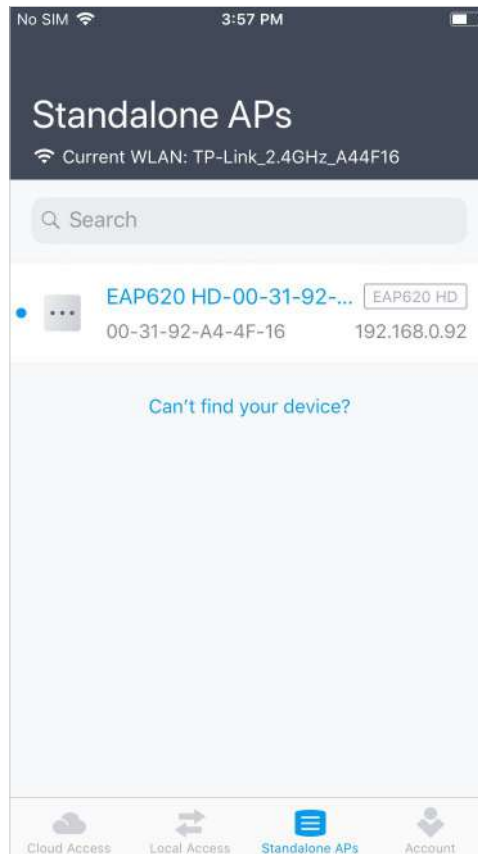 No SIM 3:57 PM
Standalone APs
Current WLAN: TP-Link_2.4GHz_A44F16
Search
EAP620 HD-00-31-92-... EAP620 HD
00-31-92-A4-4F-16 192.168.0.92
Can't find your device?
Cloud Access Local Access Standalone APs Account